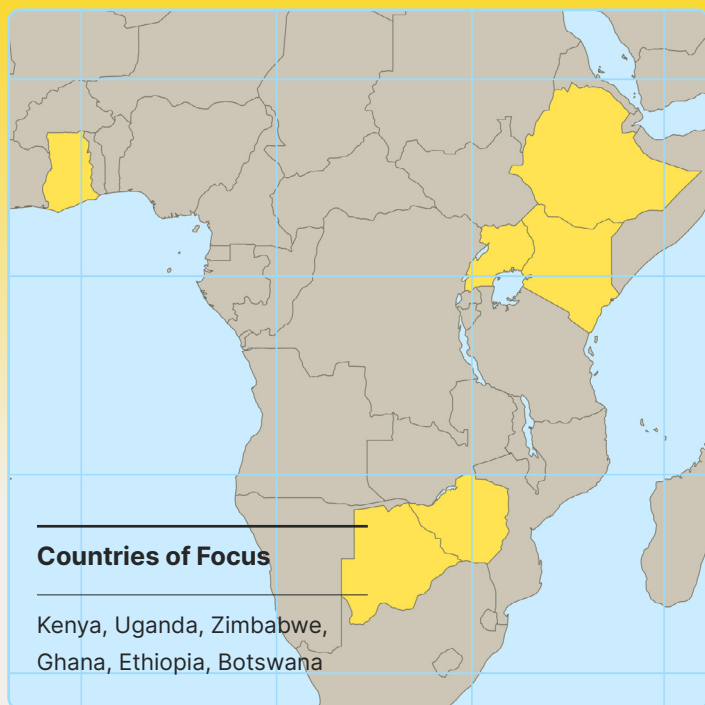 Countries of Focus
Kenya, Uganda, Zimbabwe,
Ghana, Ethiopia, Botswana